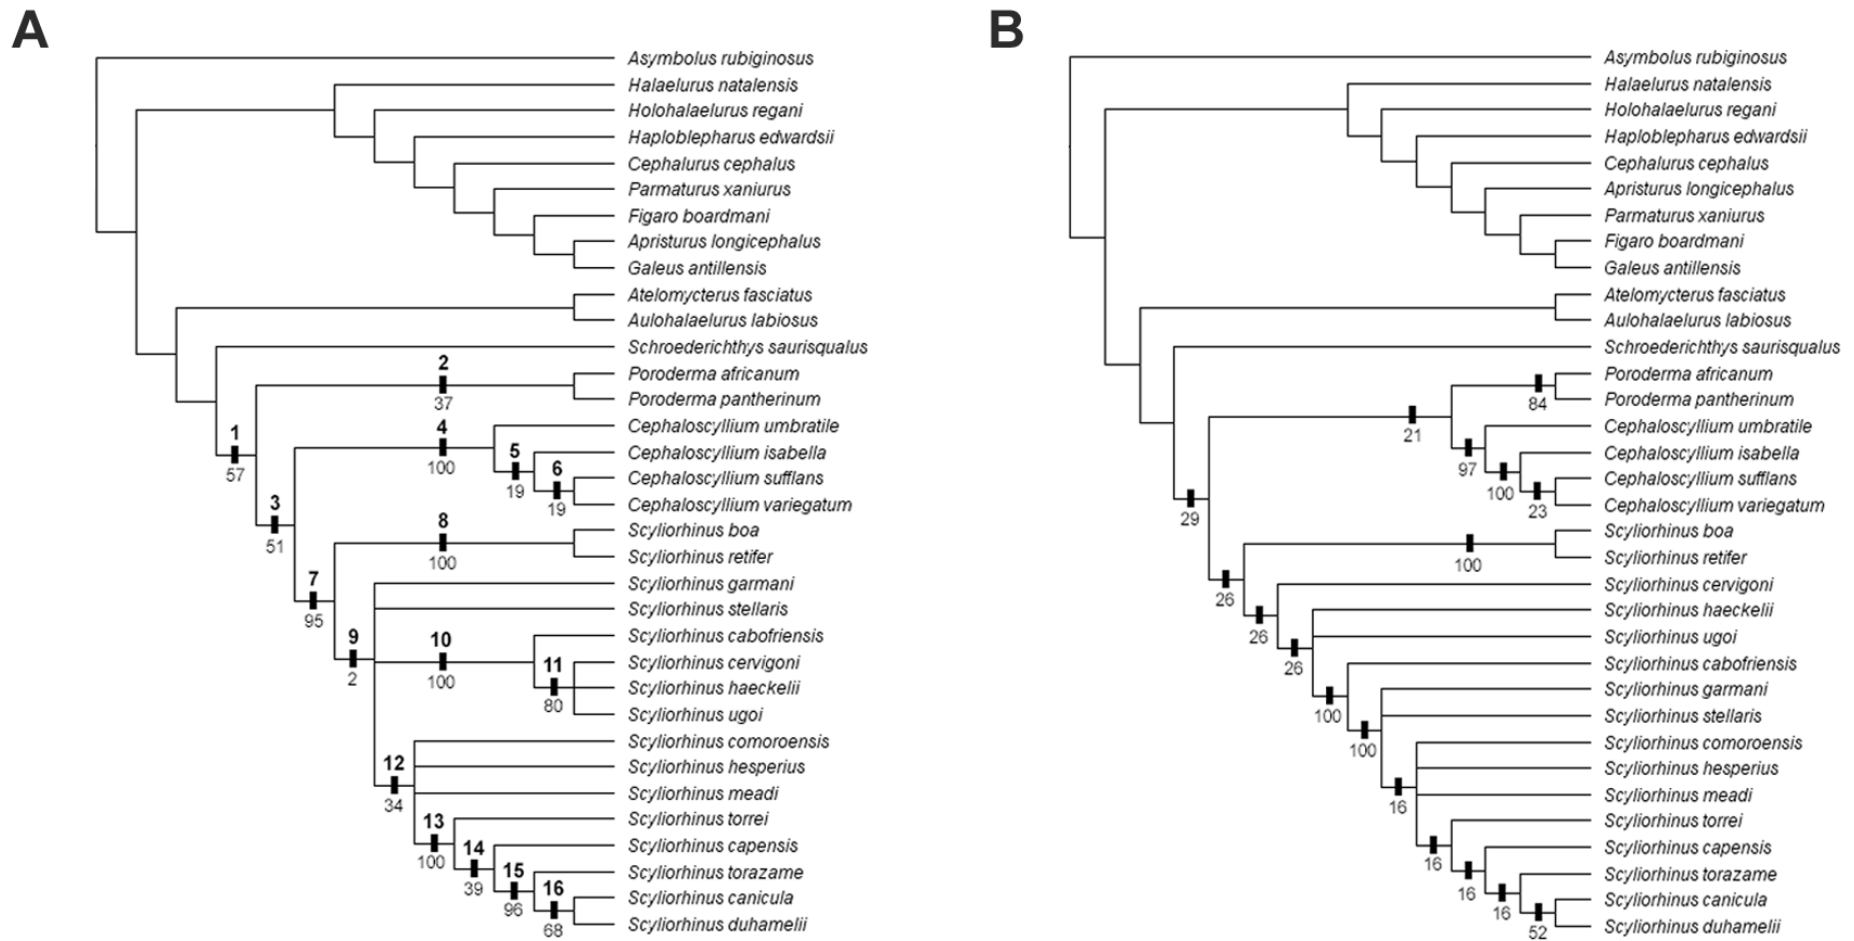 A
Asymbolus rubiginosus
Halaelurus natalensis
Holohalaelurus regani
Haploblepharus edwardsii
Cephalurus cephalus
Parmaturus xaniurus
Figaro boardmani
Apristurus longicephalus
Galeus antillensis
Atelomycterus fasciatus
Aulohalaelurus labiosus
Schroederichthys saurisqualus
2
Poroderma africanum
37
Poroderma pantherinum
4
Cephaloscyllium umbratile
1
57
100
5
Cephaloscyllium isabella
19
6
Cephaloscyllium sufflans
19
Cephaloscyllium variegatum
3
51
8
Scyliorhinus boa
100
Scyliorhinus retifer
7
95
Scyliorhinus garmani
Scyliorhinus stellaris
9
2
10
Scyliorhinus cabofriensis
100
11
Scyliorhinus cervigoni
80
Scyliorhinus haeckelii
Scyliorhinus ugoi
12
34
Scyliorhinus comoroensis
Scyliorhinus hesperius
Scyliorhinus meadi
13
100
Scyliorhinus torrei
14
39
Scyliorhinus capensis
15
96
Scyliorhinus torazame
16
68
Scyliorhinus canicula
Scyliorhinus duhamelii
B
Asymbolus rubiginosus
Halaelurus natalensis
Holohalaelurus regani
Haploblepharus edwardsii
Cephalurus cephalus
Apristurus longicephalus
Parmaturus xaniurus
Figaro boardmani
Galeus antillensis
Atelomycterus fasciatus
Aulohalaelurus labiosus
Schroederichthys saurisqualus
Poroderma africanum
84
Poroderma pantherinum
21
Cephaloscyllium umbratile
97
Cephaloscyllium isabella
100
Cephaloscyllium sufflans
23
Cephaloscyllium variegatum
29
Scyliorhinus boa
100
Scyliorhinus retifer
26
Scyliorhinus cervigoni
26
Scyliorhinus haeckelii
Scyliorhinus ugoi
26
Scyliorhinus cabofriensis
100
Scyliorhinus garmani
Scyliorhinus stellaris
100
Scyliorhinus comoroensis
Scyliorhinus hesperius
Scyliorhinus meadi
16
Scyliorhinus torrei
16
Scyliorhinus capensis
16
Scyliorhinus torazame
16
Scyliorhinus canicula
52
Scyliorhinus duhamelii